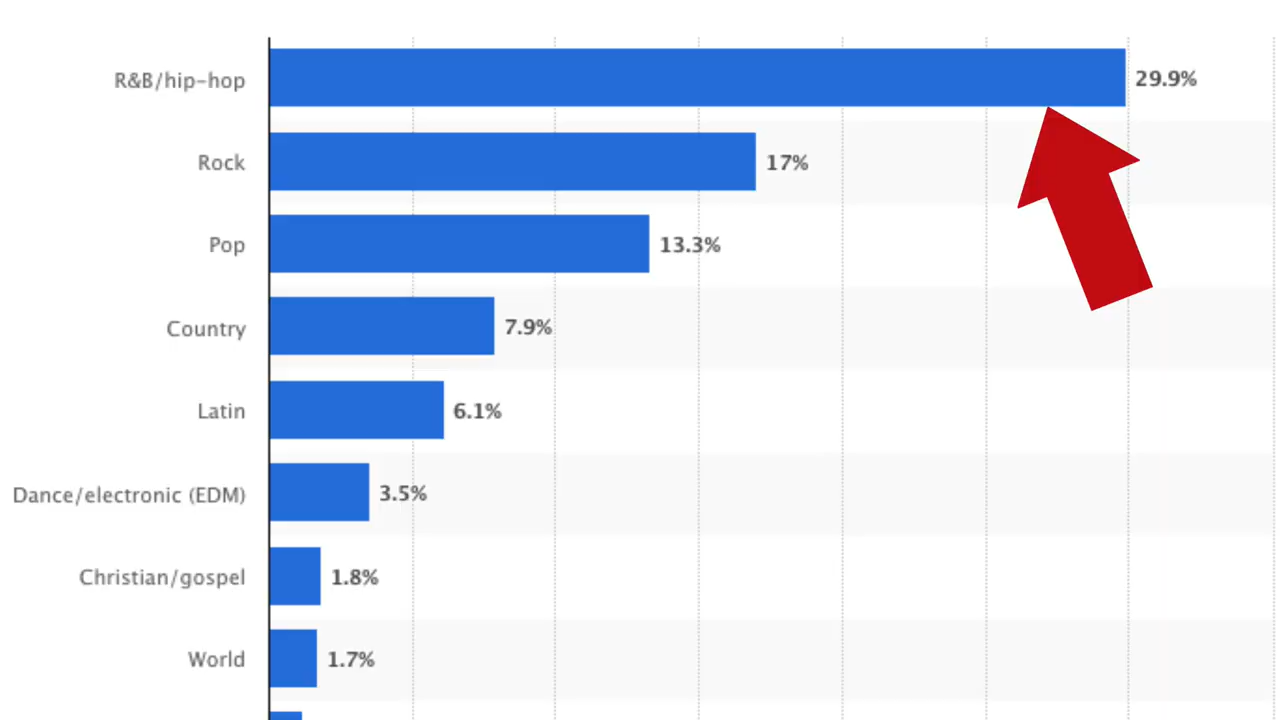 R&B/hip-hop 29.9%
Rock 17%
Pop 13.3%
Country 7.9%
Latin 6.1%
Dance/electronic (EDM) 3.5%
Christian/gospel 1.8%
World 1.7%